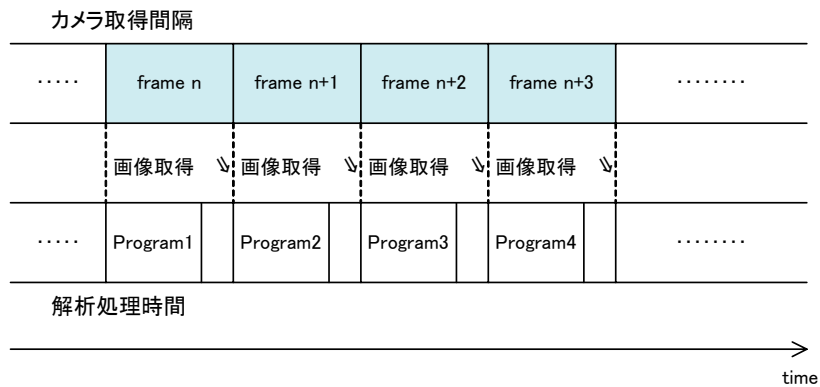 カメラ取得間隔
····· frame n frame n+1 frame n+2 frame n+3 ········
画像取得 ⇘ 画像取得 ⇘ 画像取得 ⇘ 画像取得 ⇘
····· Program1 Program2 Program3 Program4 ········
解析処理時間
time